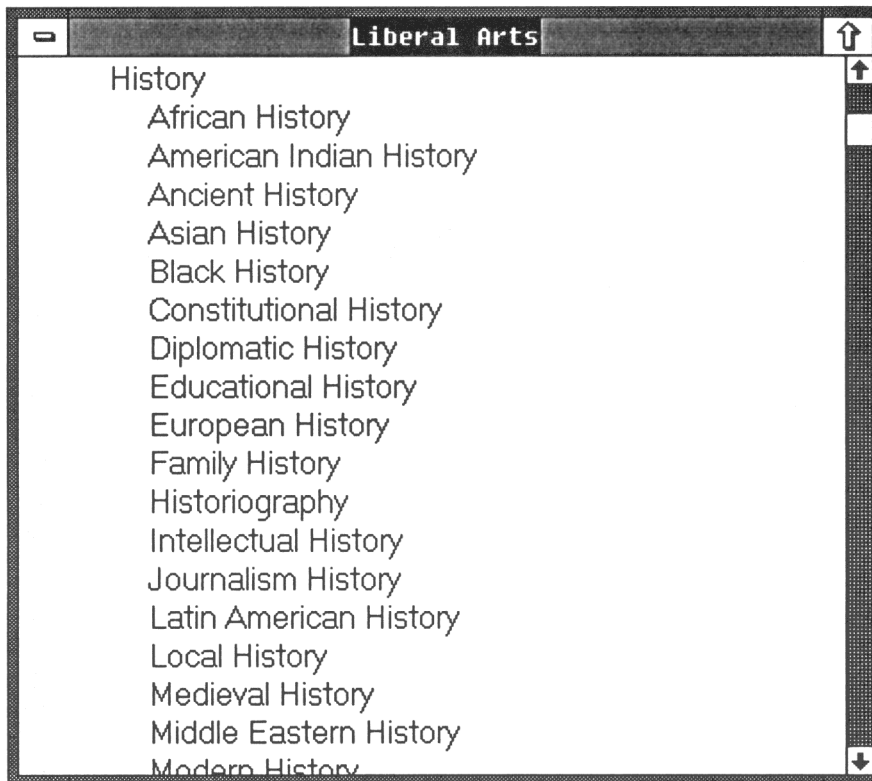 Liberal Arts
History
African History
American Indian History
Ancient History
Asian History
Black History
Constitutional History
Diplomatic History
Educational History
European History
Family History
Historiography
Intellectual History
Journalism History
Latin American History
Local History
Medieval History
Middle Eastern History
Modern History